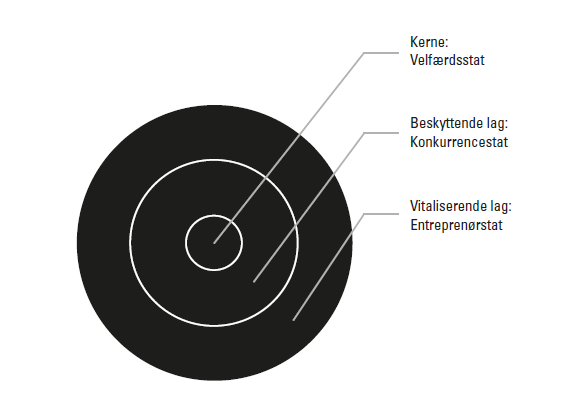 Kerne:
Velfærdsstat
Beskyttende lag:
Konkurrencestat
Vitaliserende lag:
Entreprenørstat